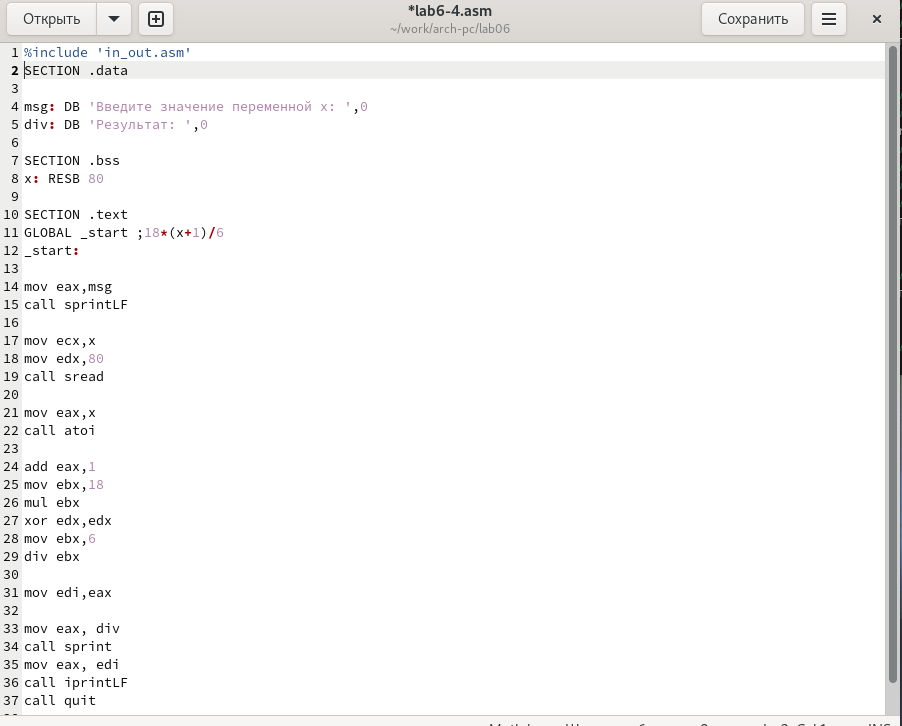 Открыть
*lab6-4.asm
~/work/arch-pc/lab06
Сохранить
1 %include 'in_out.asm'
2 SECTION .data
3
4 msg: DB 'Введите значение переменной x: ',0
5 div: DB 'Результат: ',0
6
7 SECTION .bss
8 x: RESB 80
9
10 SECTION .text
11 GLOBAL _start ;18*(x+1)/6
12 _start:
13
14 mov eax,msg
15 call sprintLF
16
17 mov ecx,x
18 mov edx,80
19 call sread
20
21 mov eax,x
22 call atoi
23
24 add eax,1
25 mov ebx,18
26 mul ebx
27 xor edx,edx
28 mov ebx,6
29 div ebx
30
31 mov edi,eax
32
33 mov eax, div
34 call sprint
35 mov eax, edi
36 call iprintLF
37 call quit